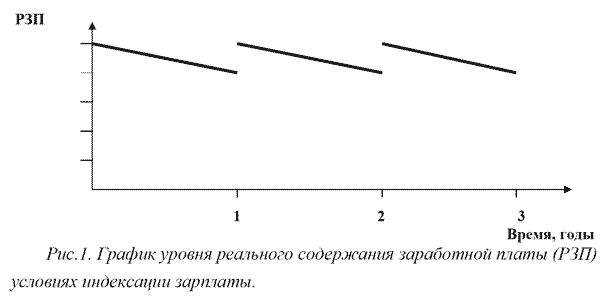 РЗП
1 2 3
Время, годы
Рис.1. График уровня реального содержания заработной платы (РЗП)
условиях индексации зарплаты.